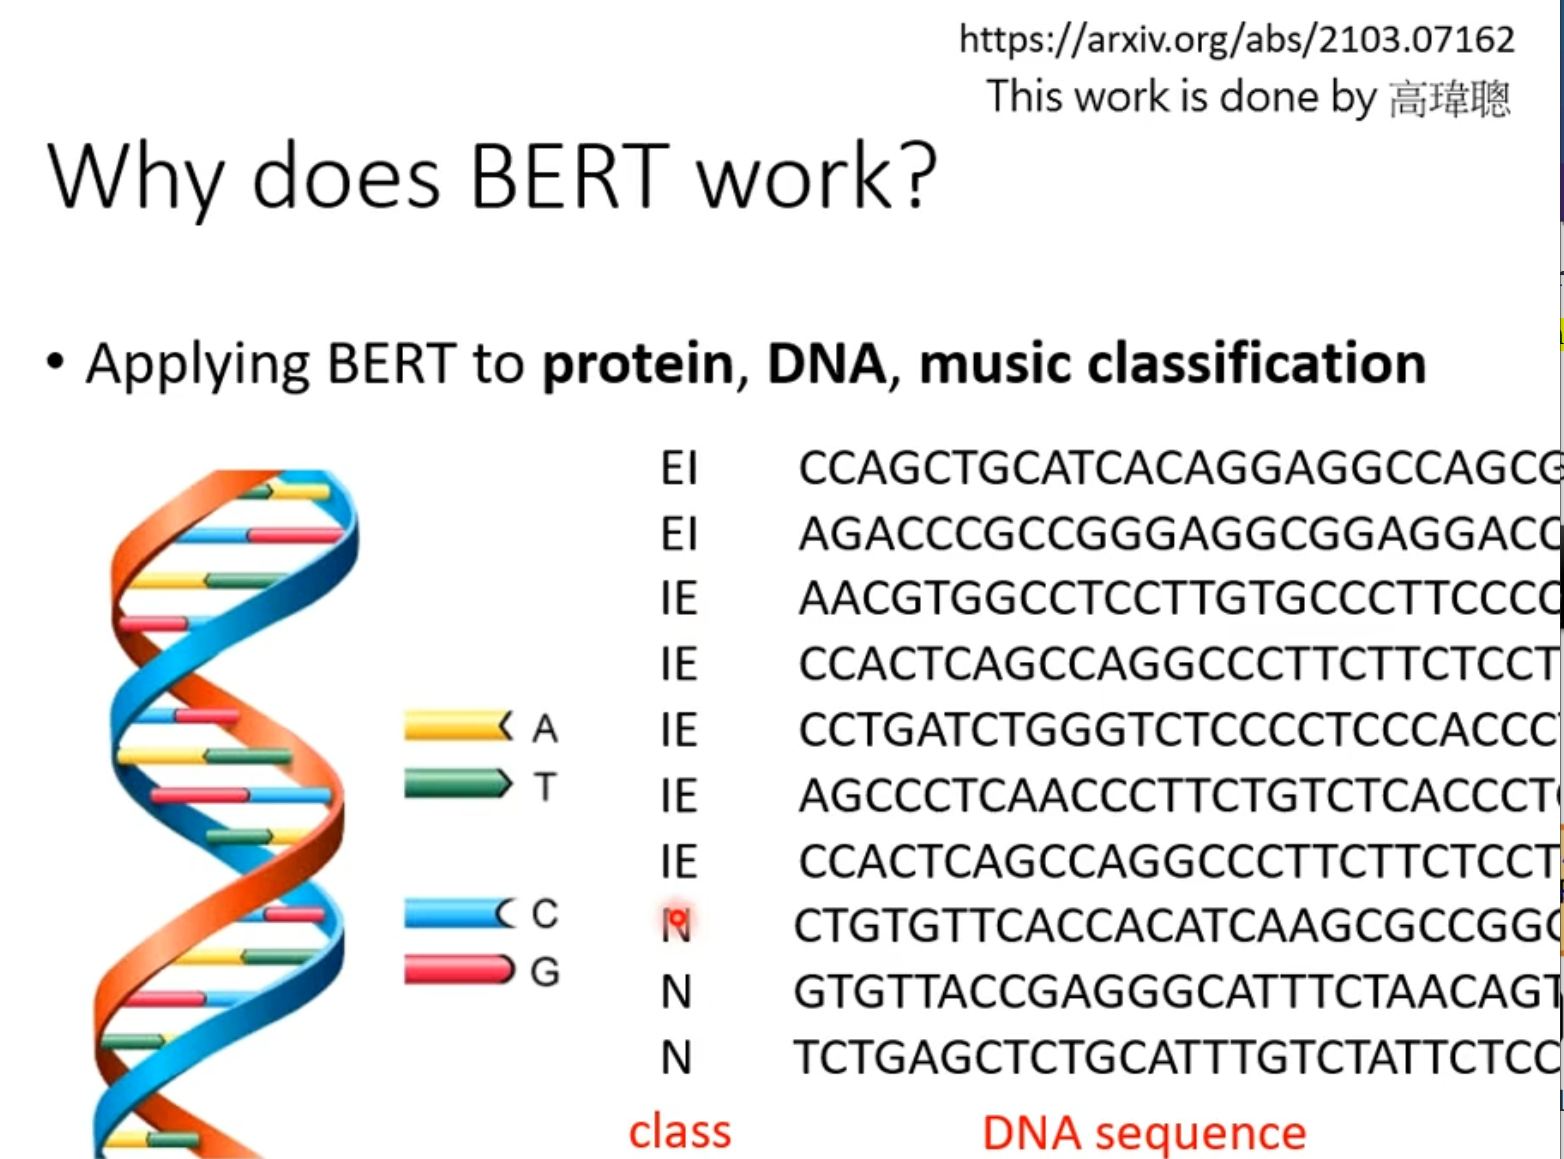 https://arxiv.org/abs/2103.07162
This work is done by 高瑋聰
Why does BERT work?
• Applying BERT to protein, DNA, music classification
EI CCAGCTGCATCACAGGAGGCCAGCG
EI AGACCCGCCGGGAGGCGGAGGACC
IE AACGTGGCCTCCTTGTGCCCTTCCCC
IE CCACTCAGCCAGGCCCTTCTTCTCCT
IE CCTGATCTGGGTCTCCCCTCCCACCCT
IE AGCCCTCAACCCTTCTGTCTCACCCT
IE CCACTCAGCCAGGCCCTTCTTCTCCT
N CTGTGTTCACCACATCAAGCGCCGGG
N GTGTTACCGAGGGCATTTCTAACAGT
N TCTGAGCTCTGCATTTGTCTATTCTCC
A
T
C
G
class DNA sequence